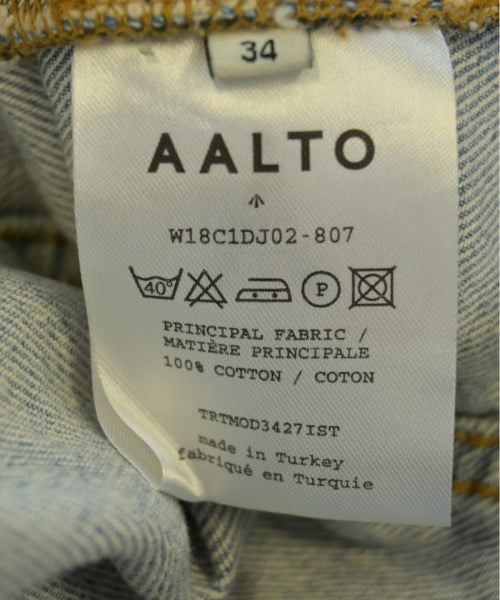 34
AALTO
W18C1DJ02-807
40°
P
PRINCIPAL FABRIC /
MATIÈRE PRINCIPALE
100% COTTON / COTON
TRTMOD3427IST
made in Turkey
fabriqué en Turquie